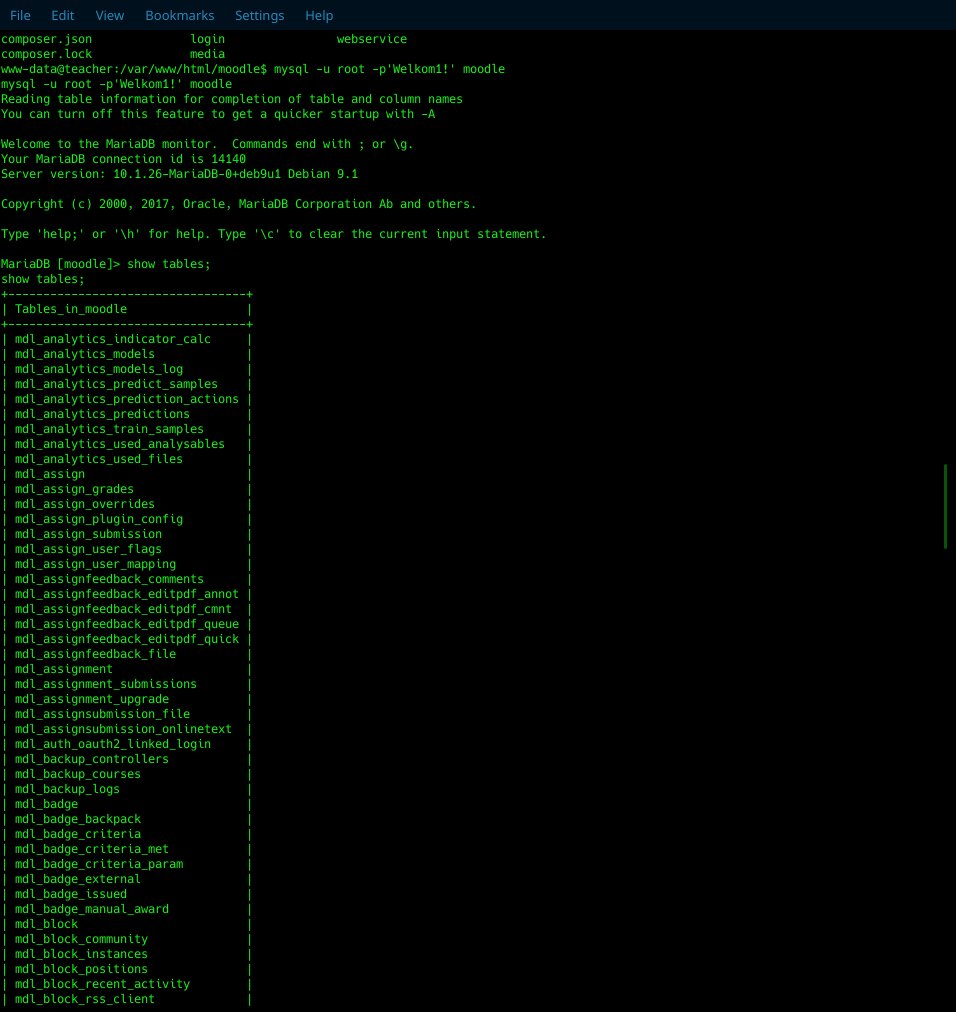 File Edit View Bookmarks Settings Help
composer.json login webservice
composer.lock media
www-data@teacher:/var/www/html/moodle$ mysql -u root -p'Welkom1!' moodle
mysql -u root -p'Welkom1!' moodle
Reading table information for completion of table and column names
You can turn off this feature to get a quicker startup with -A
Welcome to the MariaDB monitor.  Commands end with ; or \g.
Your MariaDB connection id is 14140
Server version: 10.1.26-MariaDB-0+deb9u1 Debian 9.1
Copyright (c) 2000, 2017, Oracle, MariaDB Corporation Ab and others.
Type 'help;' or '\h' for help. Type '\c' to clear the current input statement.
MariaDB [moodle]> show tables;
show tables;
+----------------------------------+
| Tables_in_moodle                 |
+----------------------------------+
| mdl_analytics_indicator_calc     |
| mdl_analytics_models             |
| mdl_analytics_models_log         |
| mdl_analytics_predict_samples    |
| mdl_analytics_prediction_actions |
| mdl_analytics_predictions        |
| mdl_analytics_train_samples      |
| mdl_analytics_used_analysables   |
| mdl_analytics_used_files         |
| mdl_assign                       |
| mdl_assign_grades                |
| mdl_assign_overrides             |
| mdl_assign_plugin_config         |
| mdl_assign_submission            |
| mdl_assign_user_flags            |
| mdl_assign_user_mapping          |
| mdl_assignfeedback_comments      |
| mdl_assignfeedback_editpdf_annot |
| mdl_assignfeedback_editpdf_cmnt  |
| mdl_assignfeedback_editpdf_queue |
| mdl_assignfeedback_editpdf_quick |
| mdl_assignfeedback_file          |
| mdl_assignment                   |
| mdl_assignment_submissions       |
| mdl_assignment_upgrade           |
| mdl_assignsubmission_file        |
| mdl_assignsubmission_onlinetext  |
| mdl_auth_oauth2_linked_login     |
| mdl_backup_controllers           |
| mdl_backup_courses               |
| mdl_backup_logs                  |
| mdl_badge                        |
| mdl_badge_backpack               |
| mdl_badge_criteria               |
| mdl_badge_criteria_met           |
| mdl_badge_criteria_param         |
| mdl_badge_external               |
| mdl_badge_issued                 |
| mdl_badge_manual_award           |
| mdl_block                        |
| mdl_block_community              |
| mdl_block_instances              |
| mdl_block_positions              |
| mdl_block_recent_activity        |
| mdl_block_rss_client             |